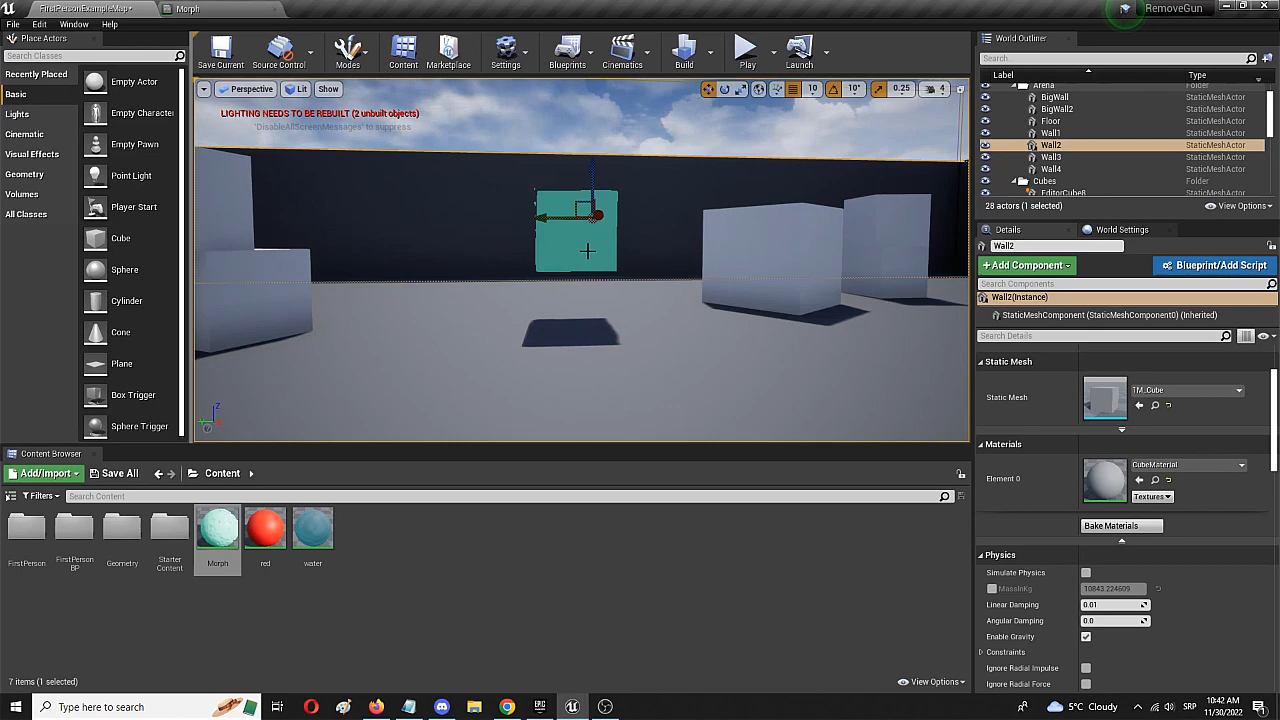 FirstPersonExampleMap*
Morph
RemoveGun
File
Edit
Window
Help
Place Actors
Search Classes
Recently Placed
Basic
Lights
Cinematic
Visual Effects
Geometry
Volumes
All Classes
Empty Actor
Empty Character
Empty Pawn
Point Light
Player Start
Cube
Sphere
Cylinder
Cone
Plane
Box Trigger
Sphere Trigger
Save Current
Source Control
Modes
Content
Marketplace
Settings
Blueprints
Cinematics
Build
Play
Launch
Perspective
Lit
Show
10
10°
0.25
4
LIGHTING NEEDS TO BE REBUILT (2 unbuilt objects)
'DisableAllScreenMessages' to suppress
Z
World Outliner
Search...
Label
Type
Arena
Folder
BigWall
StaticMeshActor
BigWall2
StaticMeshActor
Floor
StaticMeshActor
Wall1
StaticMeshActor
Wall2
StaticMeshActor
Wall3
StaticMeshActor
Wall4
StaticMeshActor
Cubes
Folder
EditorCube8
StaticMeshActor
28 actors (1 selected)
View Options
Details
World Settings
Wall2
+Add Component
Blueprint/Add Script
Search Components
Wall2(Instance)
StaticMeshComponent (StaticMeshComponent0) (Inherited)
Search Details
Static Mesh
Static Mesh
1M_Cube
Materials
Element 0
CubeMaterial
Textures
Bake Materials
Physics
Simulate Physics
MassInKg
10843.224609
Linear Damping
0.01
Angular Damping
0.0
Enable Gravity
Constraints
Ignore Radial Impulse
Ignore Radial Force
Content Browser
Add/Import
Save All
Content
Filters
Search Content
FirstPerson
FirstPerson
BP
Geometry
Starter
Content
Morph
red
water
7 items (1 selected)
View Options
Type here to search
5°C Cloudy
SRP
10:42 AM
11/30/2022